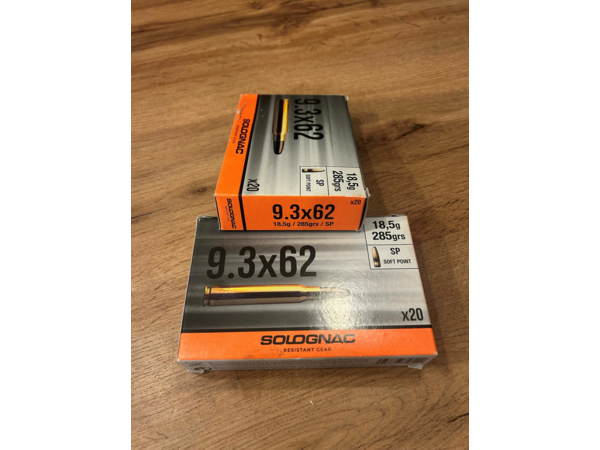 9.3x62
SOLOGNAC
x20
SP
SOFT POINT
18,5g
285grs
9.3x62
18,5g / 285grs / SP
x20
9.3x62
18,5g
285grs
SP
SOFT POINT
x20
SOLOGNAC
RESISTANT GEAR